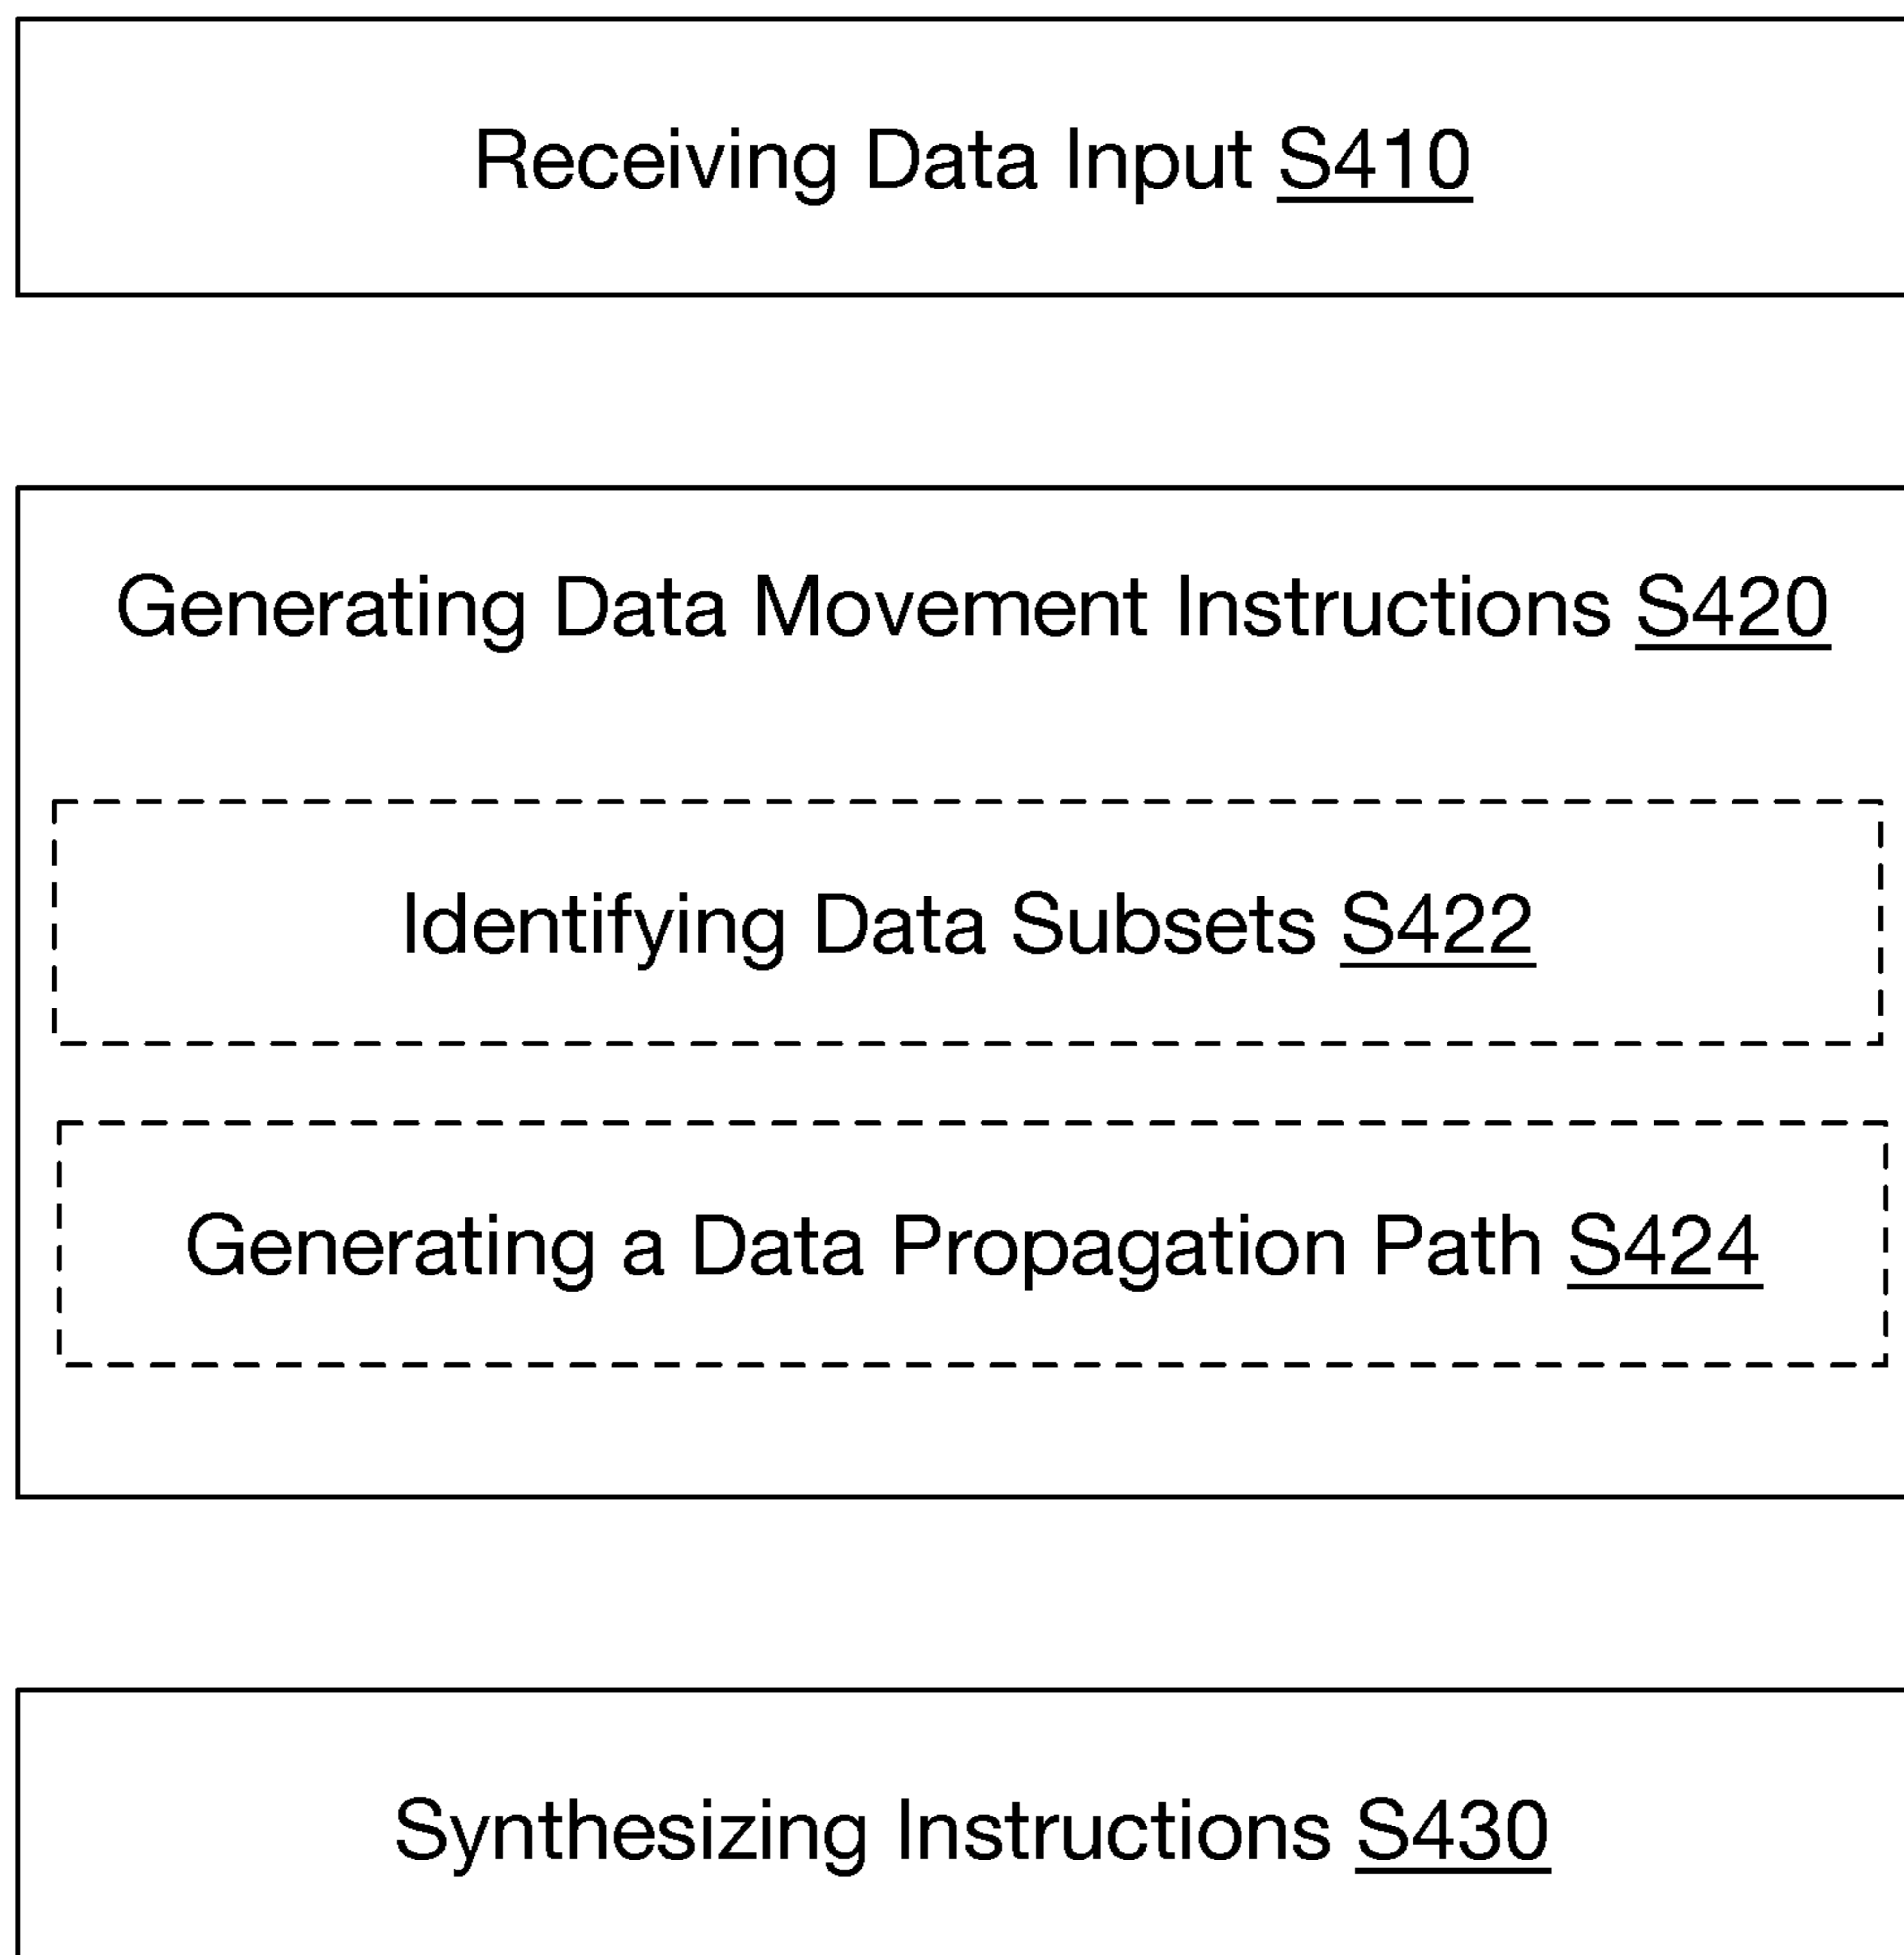 Receiving Data Input S410
Generating Data Movement Instructions S420
Identifying Data Subsets S422
Generating a Data Propagation Path S424
Synthesizing Instructions S430